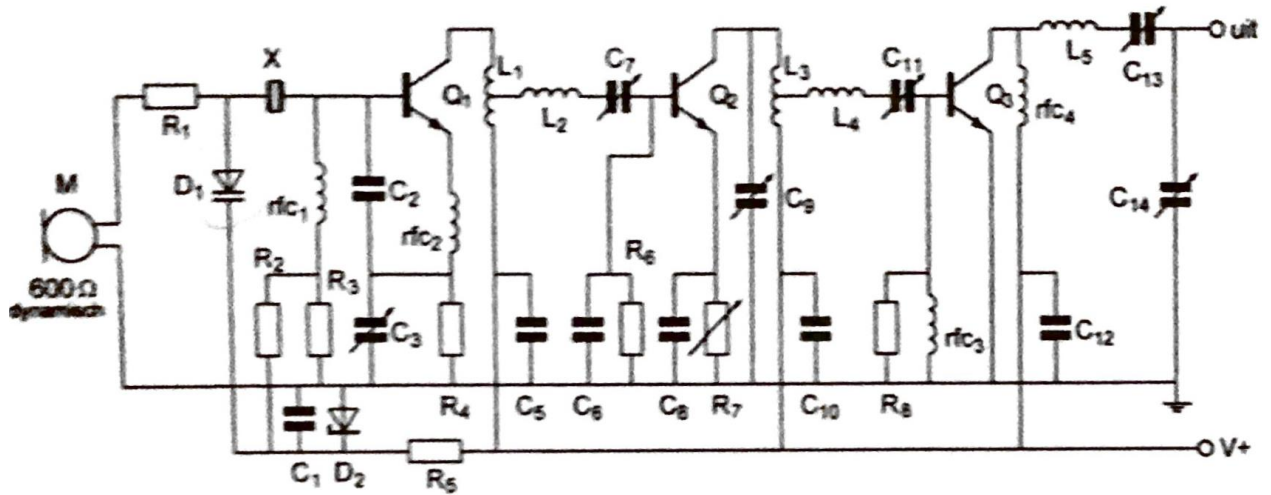 X
L₁
C₇
L₃
C₁₁
L₅
C₁₃
uit
R₁
Q₁
L₂
Q₂
L₄
Q₃
rfc₄
M
D₁
rfc₁
C₂
rfc₂
C₉
C₁₄
600Ω
dynamisch
R₂
R₃
C₃
R₆
rfc₃
C₁₂
R₄
C₅
C₆
C₈
R₇
C₁₀
R₈
C₁
D₂
R₅
V+